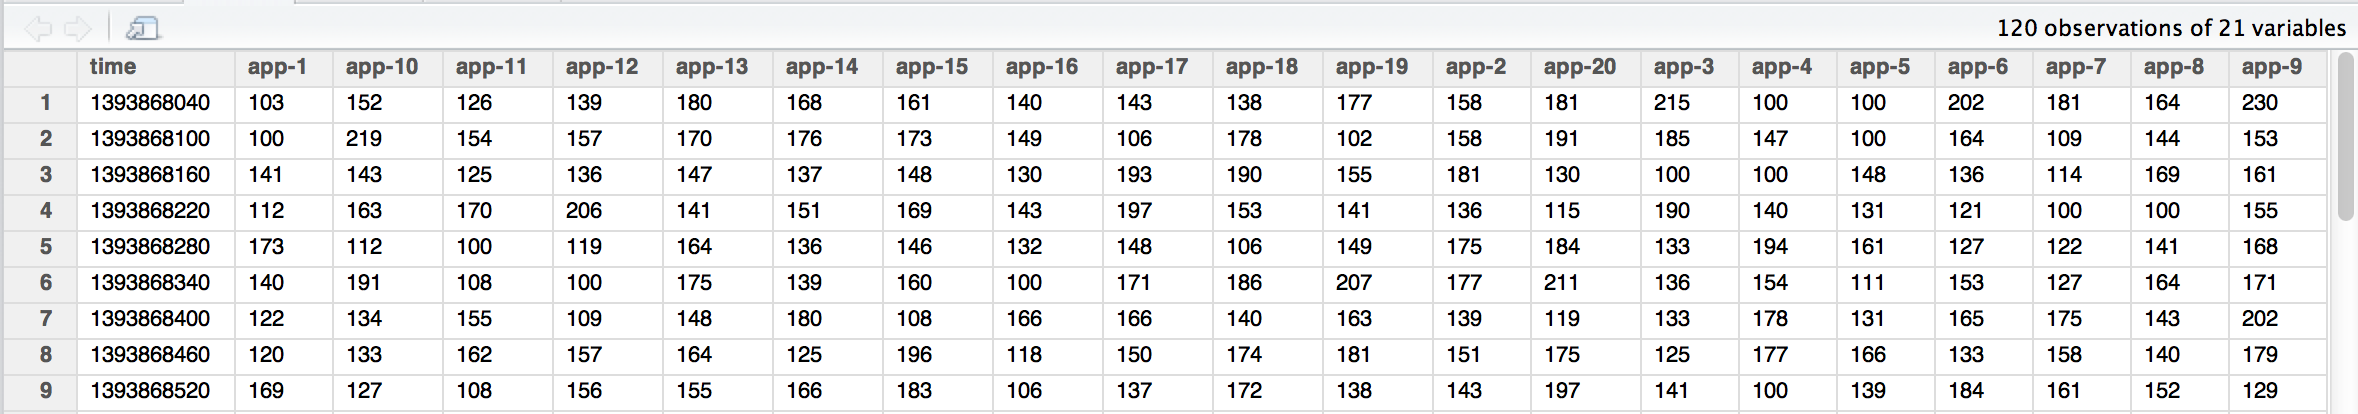 120 observations of 21 variables
time app-1 app-10 app-11 app-12 app-13 app-14 app-15 app-16 app-17 app-18 app-19 app-2 app-20 app-3 app-4 app-5 app-6 app-7 app-8 app-9
1 1393868040 103 152 126 139 180 168 161 140 143 138 177 158 181 215 100 100 202 181 164 230
2 1393868100 100 219 154 157 170 176 173 149 106 178 102 158 191 185 147 100 164 109 144 153
3 1393868160 141 143 125 136 147 137 148 130 193 190 155 181 130 100 100 148 136 114 169 161
4 1393868220 112 163 170 206 141 151 169 143 197 153 141 136 115 190 140 131 121 100 100 155
5 1393868280 173 112 100 119 164 136 146 132 148 106 149 175 184 133 194 161 127 122 141 168
6 1393868340 140 191 108 100 175 139 160 100 171 186 207 177 211 136 154 111 153 127 164 171
7 1393868400 122 134 155 109 148 180 108 166 166 140 163 139 119 133 178 131 165 175 143 202
8 1393868460 120 133 162 157 164 125 196 118 150 174 181 151 175 125 177 166 133 158 140 179
9 1393868520 169 127 108 156 155 166 183 106 137 172 138 143 197 141 100 139 184 161 152 129